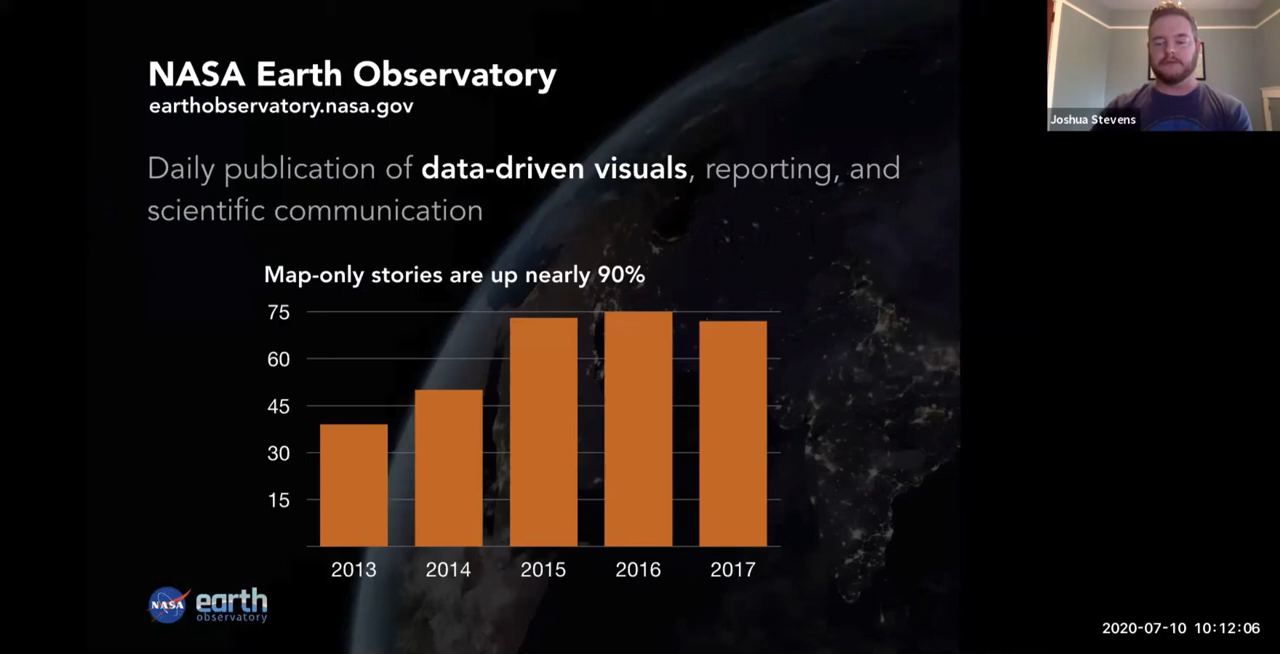 NASA Earth Observatory
earthobservatory.nasa.gov
Daily publication of data-driven visuals, reporting, and
scientific communication
Map-only stories are up nearly 90%
75
60
45
30
15
2013 2014 2015 2016 2017
NASA earth
observatory
Joshua Stevens
2020-07-10 10:12:06